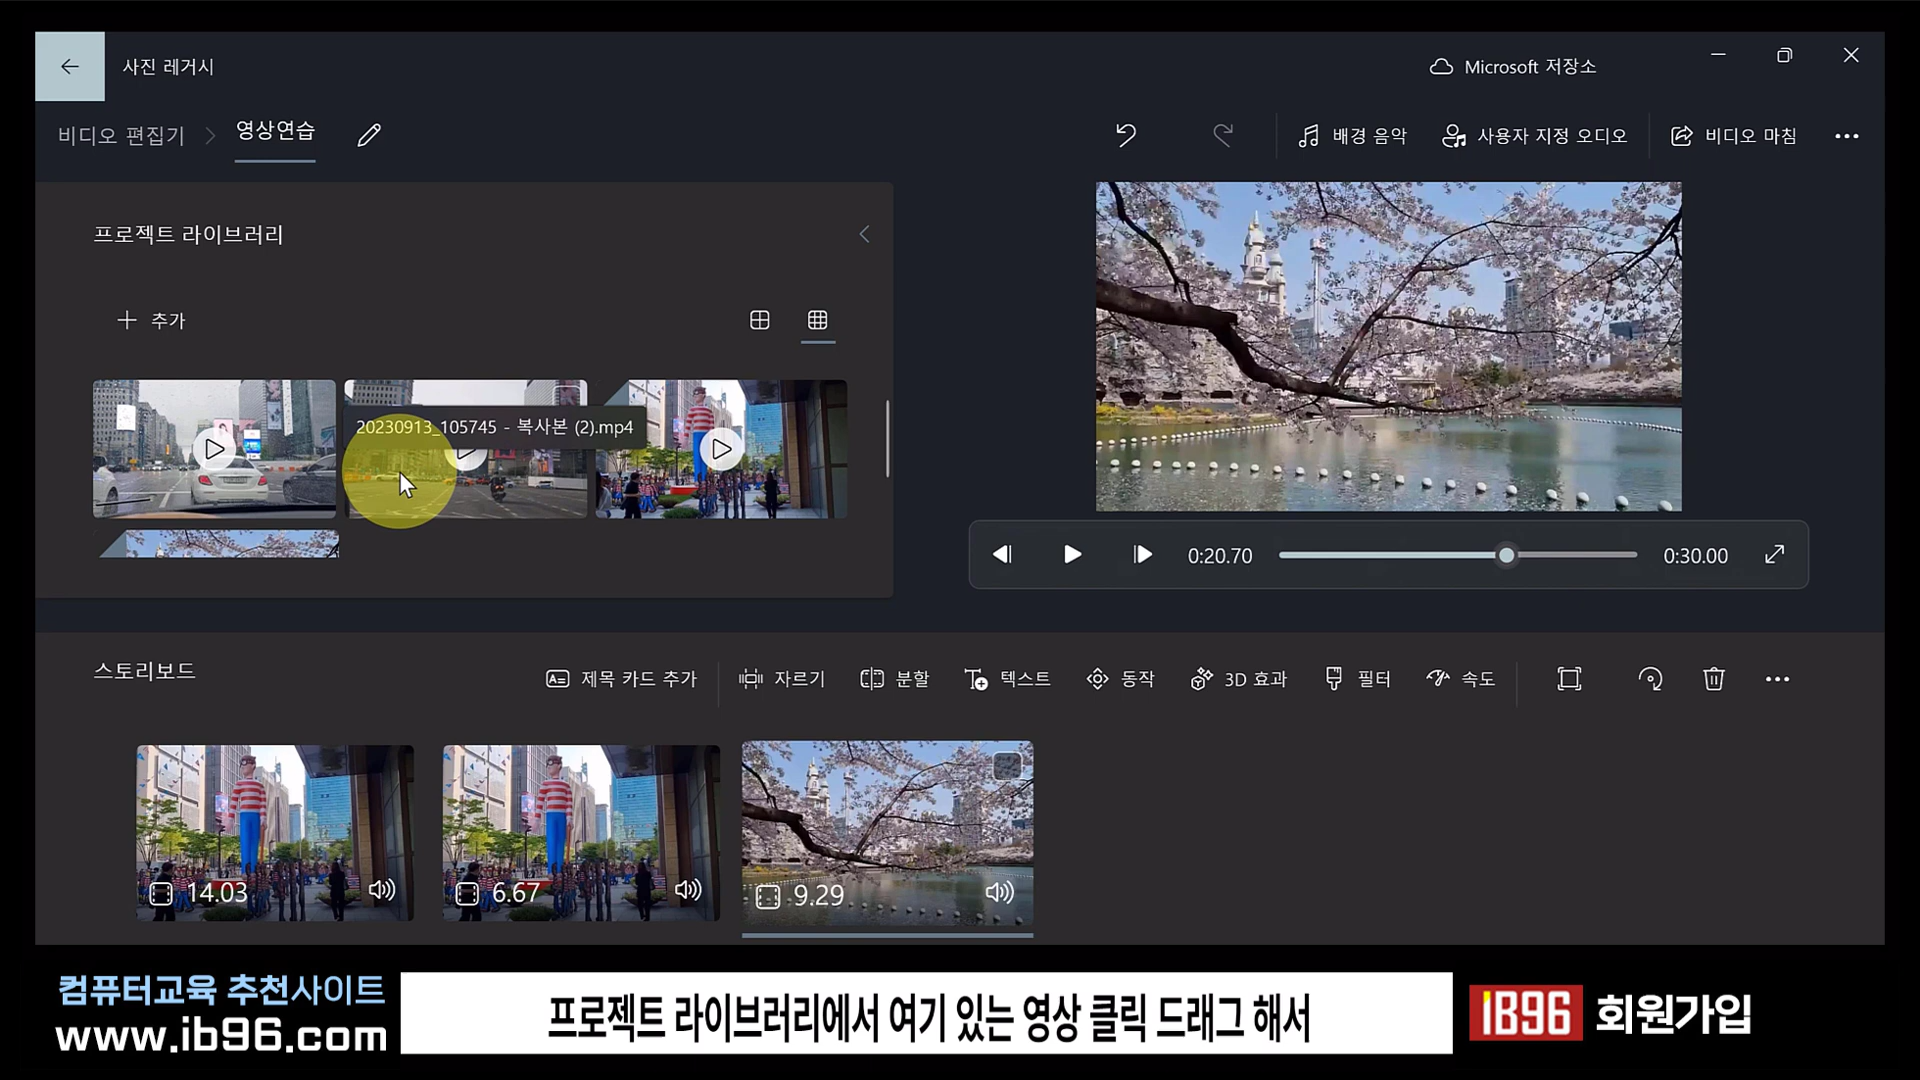 사진 레거시
Microsoft 저장소
비디오 편집기
영상연습
배경 음악
사용자 지정 오디오
비디오 마침
프로젝트 라이브러리
추가
20230913_105745 - 복사본 (2).mp4
0:20.70
0:30.00
스토리보드
제목 카드 추가
자르기
분할
텍스트
동작
3D 효과
필터
속도
14.03
6.67
9.29
컴퓨터교육 추천사이트
www.ib96.com
프로젝트 라이브러리에서 여기 있는 영상 클릭 드래그 해서
IB96 회원가입